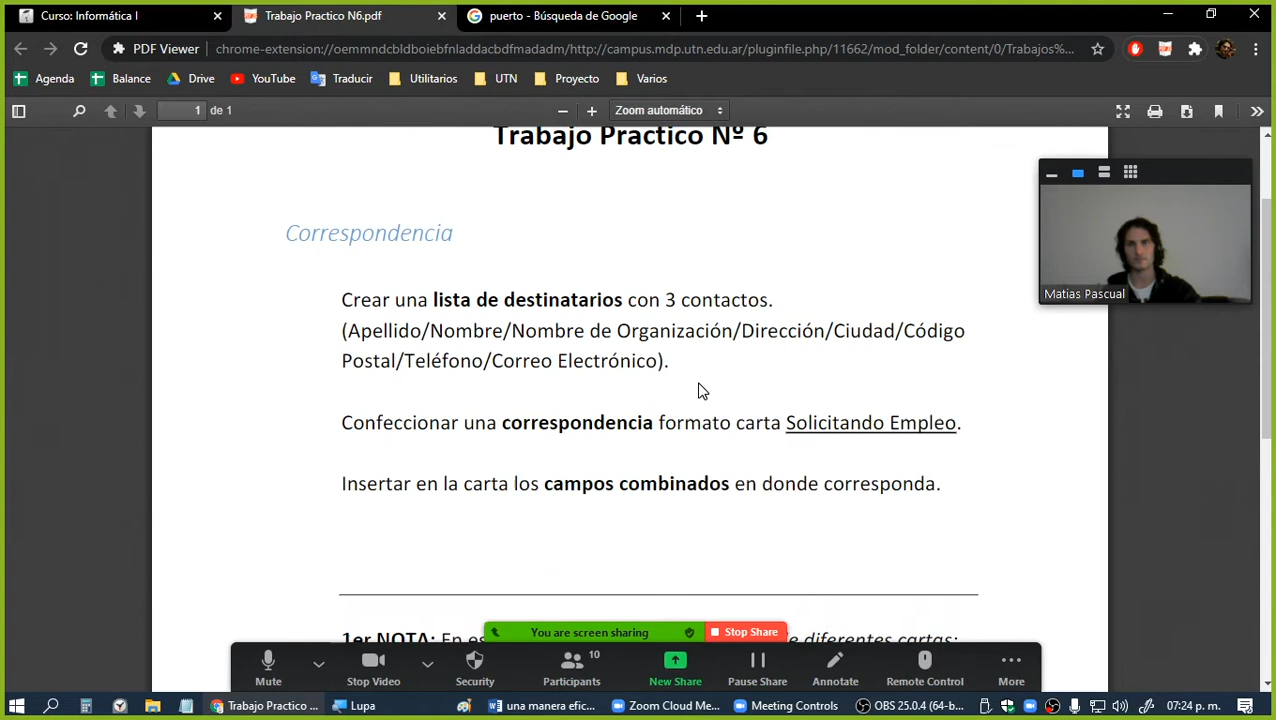 Curso: Informática I
Trabajo Practico N6.pdf
puerto - Búsqueda de Google
PDF Viewer
chrome-extension://oemmndcbldboiebfnladdacbdfmadadm/http://campus.mdp.utn.edu.ar/pluginfile.php/11662/mod_folder/content/0/Trabajos%...
Agenda
Balance
Drive
YouTube
Traducir
Utilitarios
UTN
Proyecto
Varios
1 de 1
Zoom automático
Trabajo Practico Nº 6
Correspondencia
Crear una lista de destinatarios con 3 contactos.
(Apellido/Nombre/Nombre de Organización/Dirección/Ciudad/Código
Postal/Teléfono/Correo Electrónico).
Confeccionar una correspondencia formato carta Solicitando Empleo.
Insertar en la carta los campos combinados en donde corresponda.
Matias Pascual
1er NOTA: En es
e diferentes cartas:
You are screen sharing
Stop Share
10
Mute
Stop Video
Security
Participants
New Share
Pause Share
Annotate
Remote Control
More
Trabajo Practico ...
Lupa
una manera efic...
Zoom Cloud Me...
Meeting Controls
OBS 25.0.4 (64-b...
07:24 p. m.